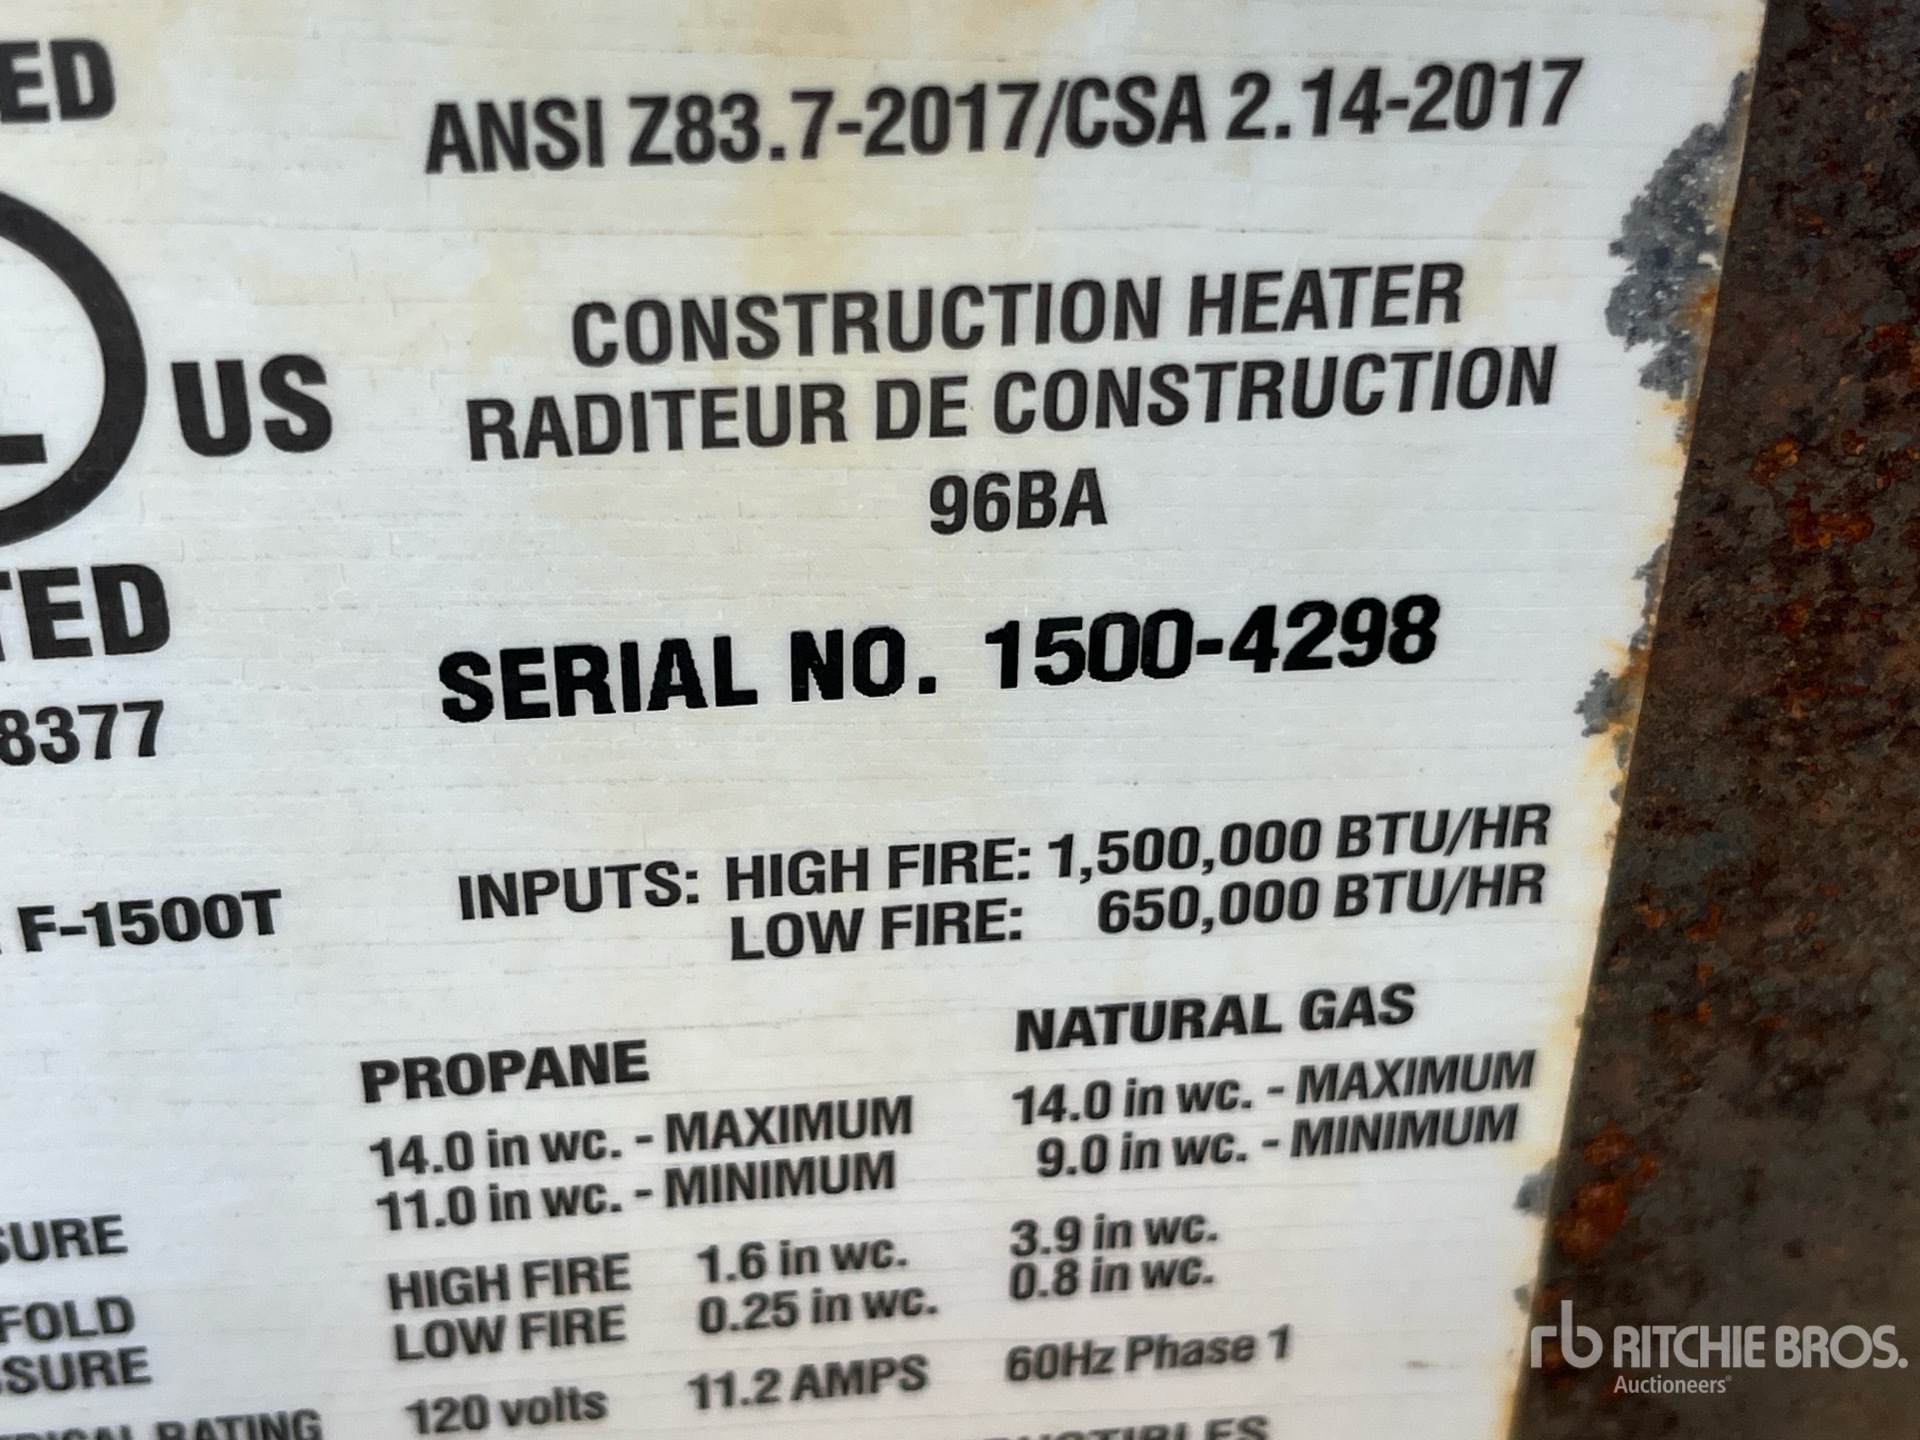 ED
ANSI Z83.7-2017/CSA 2.14-2017
US
CONSTRUCTION HEATER
RADITEUR DE CONSTRUCTION
96BA
TED
SERIAL NO. 1500-4298
8377
F-1500T
INPUTS: HIGH FIRE: 1,500,000 BTU/HR
LOW FIRE: 650,000 BTU/HR
PROPANE NATURAL GAS
14.0 in wc. - MAXIMUM 14.0 in wc. - MAXIMUM
11.0 in wc. - MINIMUM 9.0 in wc. - MINIMUM
SURE
HIGH FIRE 1.6 in wc. 3.9 in wc.
FOLD LOW FIRE 0.25 in wc. 0.8 in wc.
SSURE
RICAL RATING 120 volts 11.2 AMPS 60Hz Phase 1
rb RITCHIE BROS.
Auctioneers